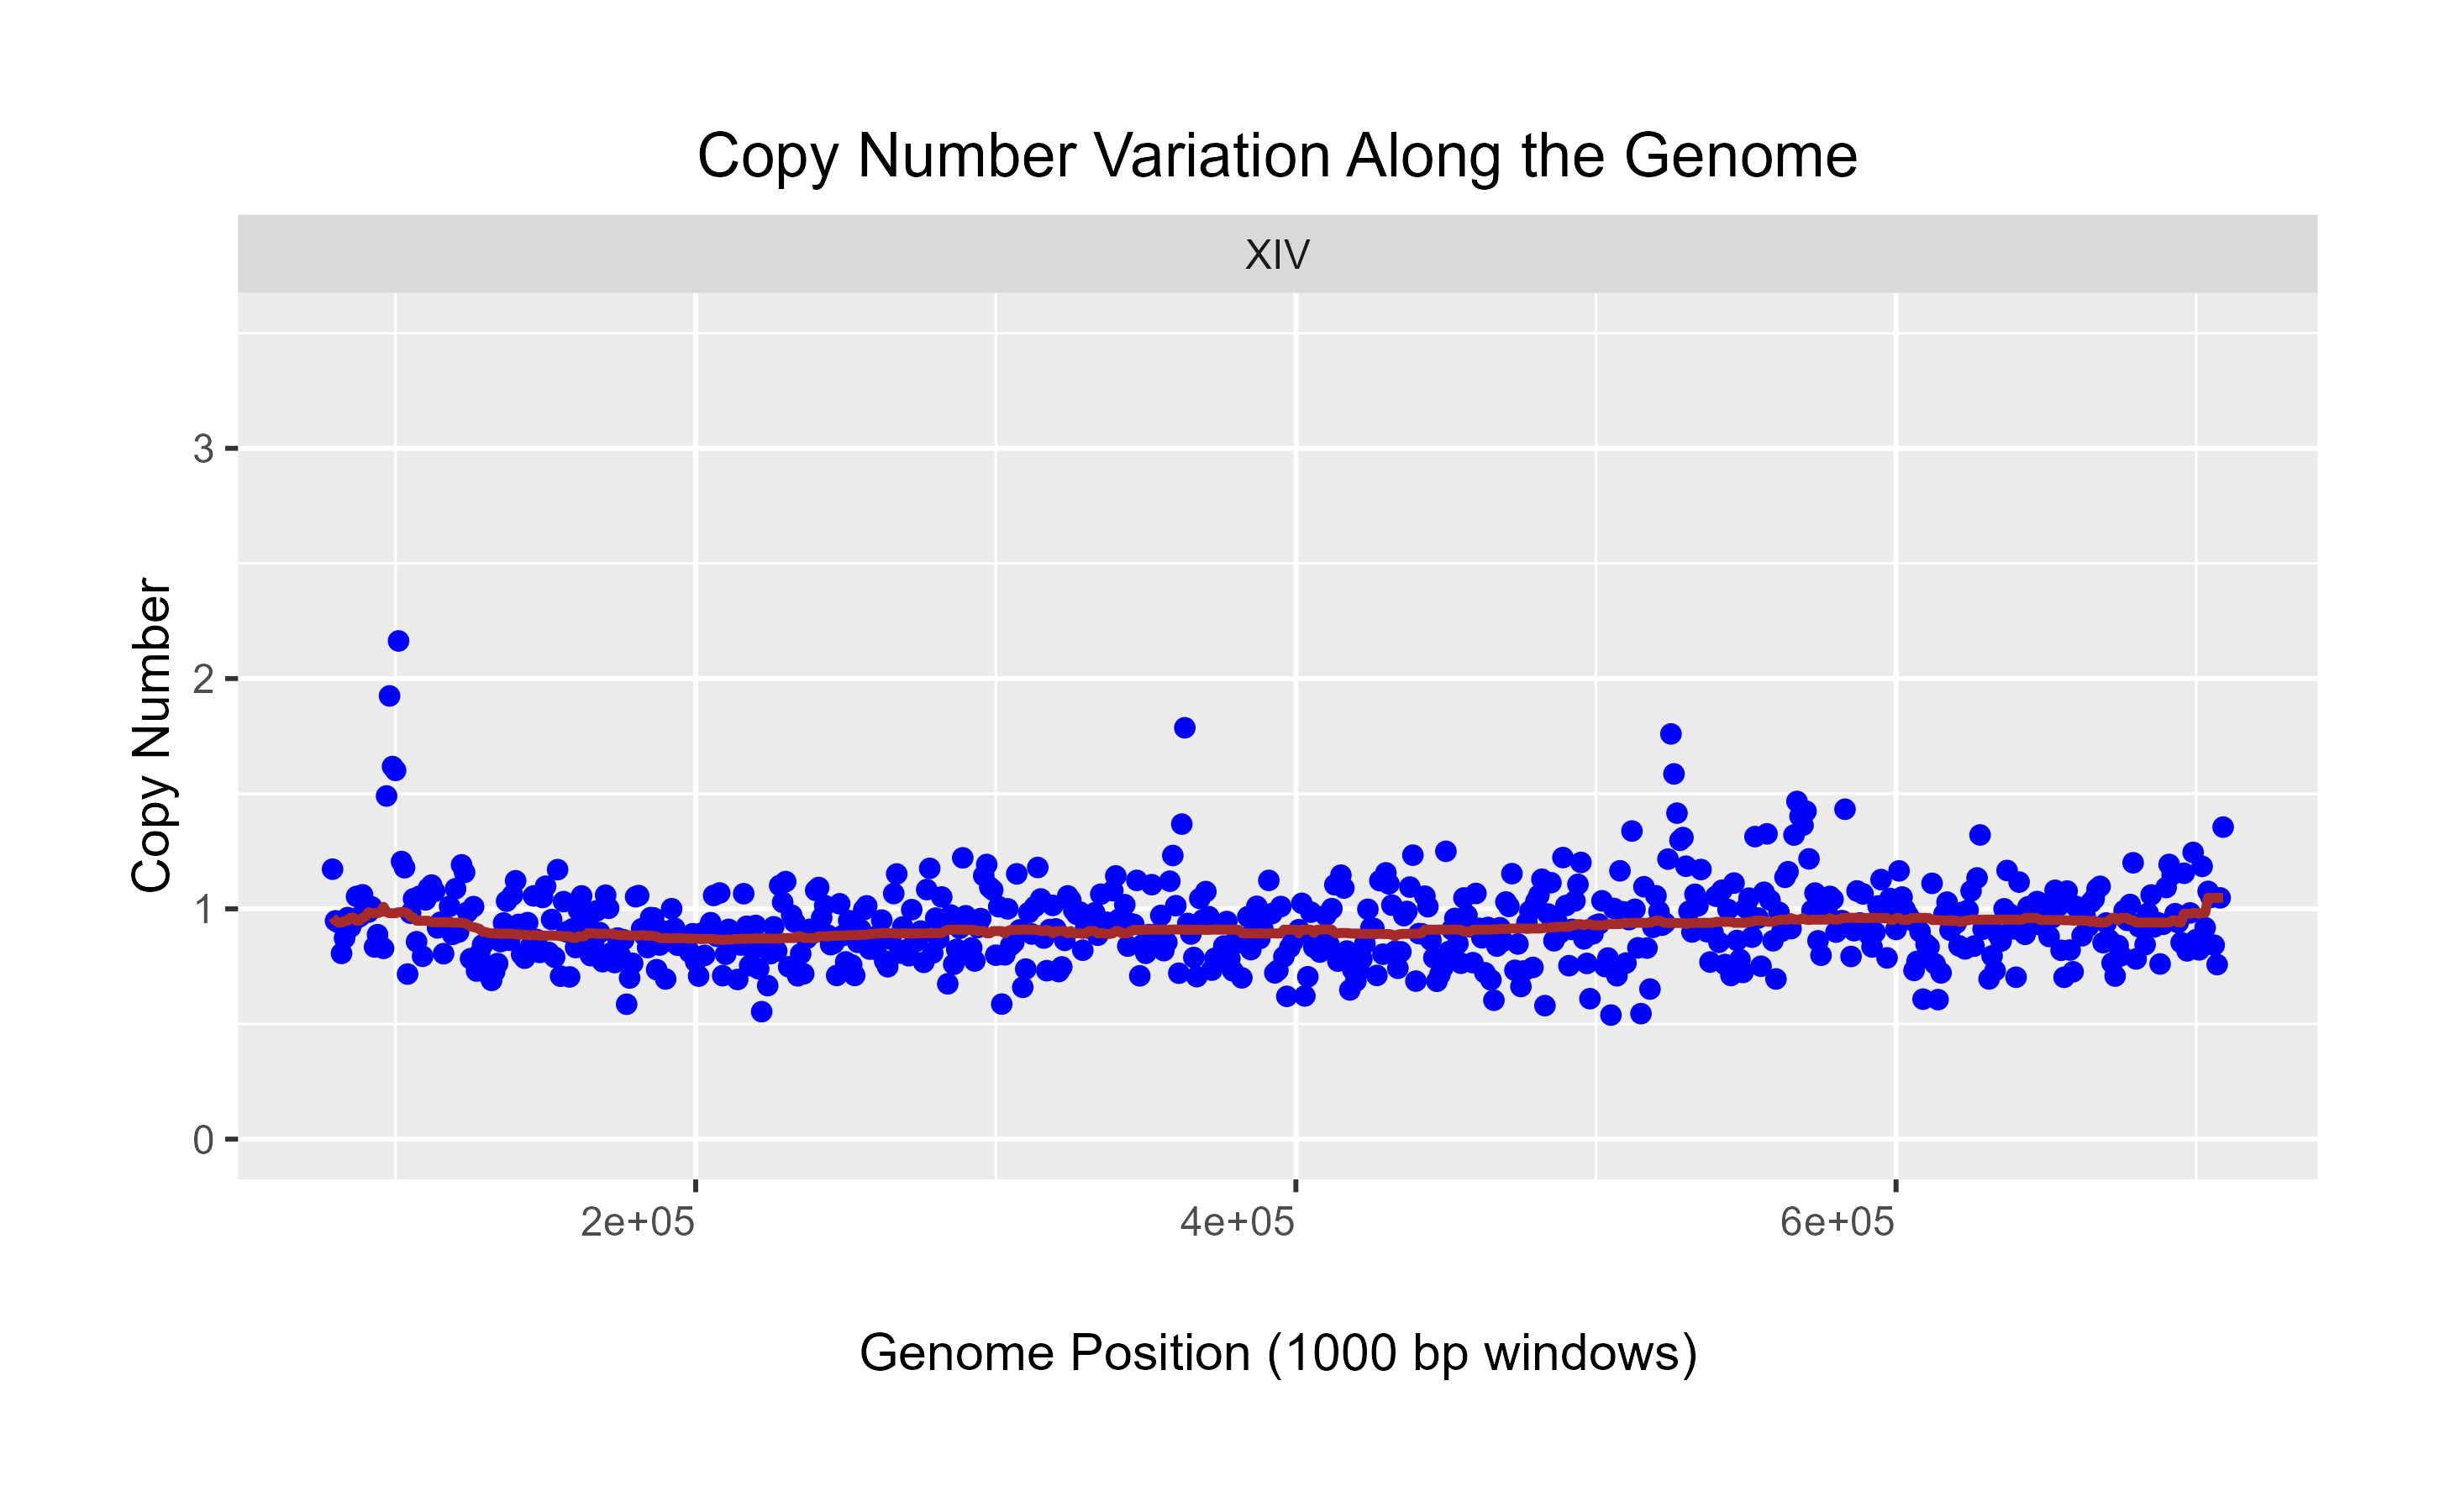 Copy Number Variation Along the Genome
XIV
Copy Number
3
2
1
0
2e+05
4e+05
6e+05
Genome Position (1000 bp windows)